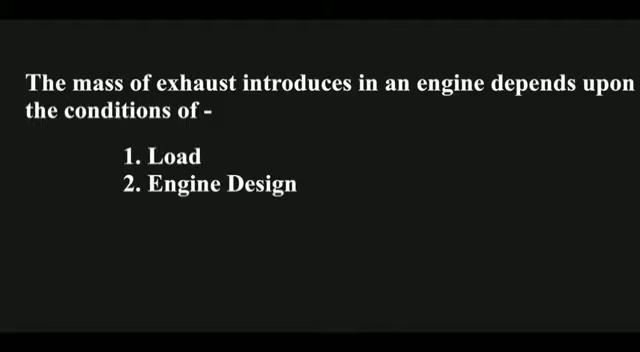 The mass of exhaust introduces in an engine depends upon
the conditions of -
1. Load
2. Engine Design